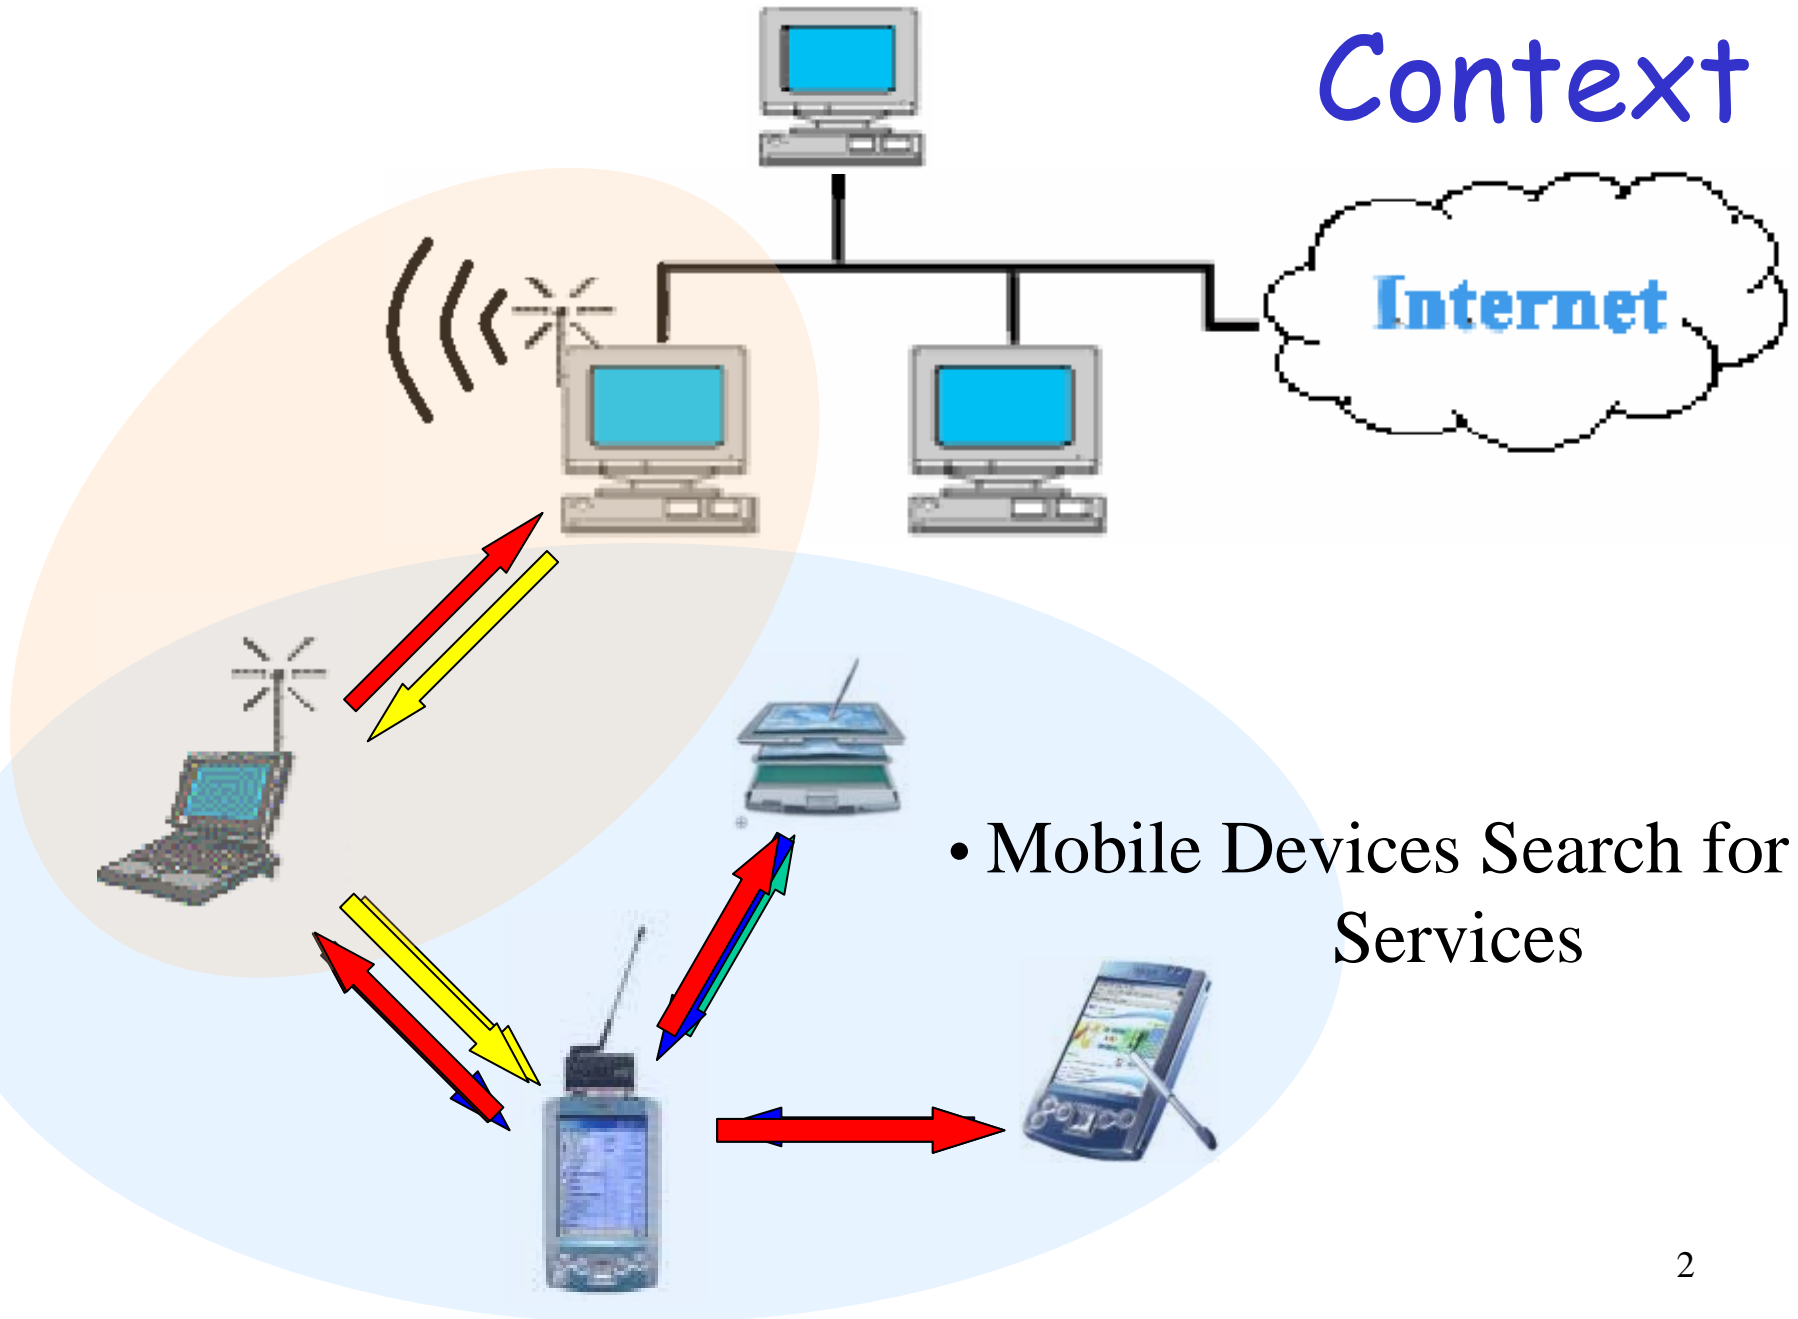 Context
Internet
• Mobile Devices Search for
Services
2